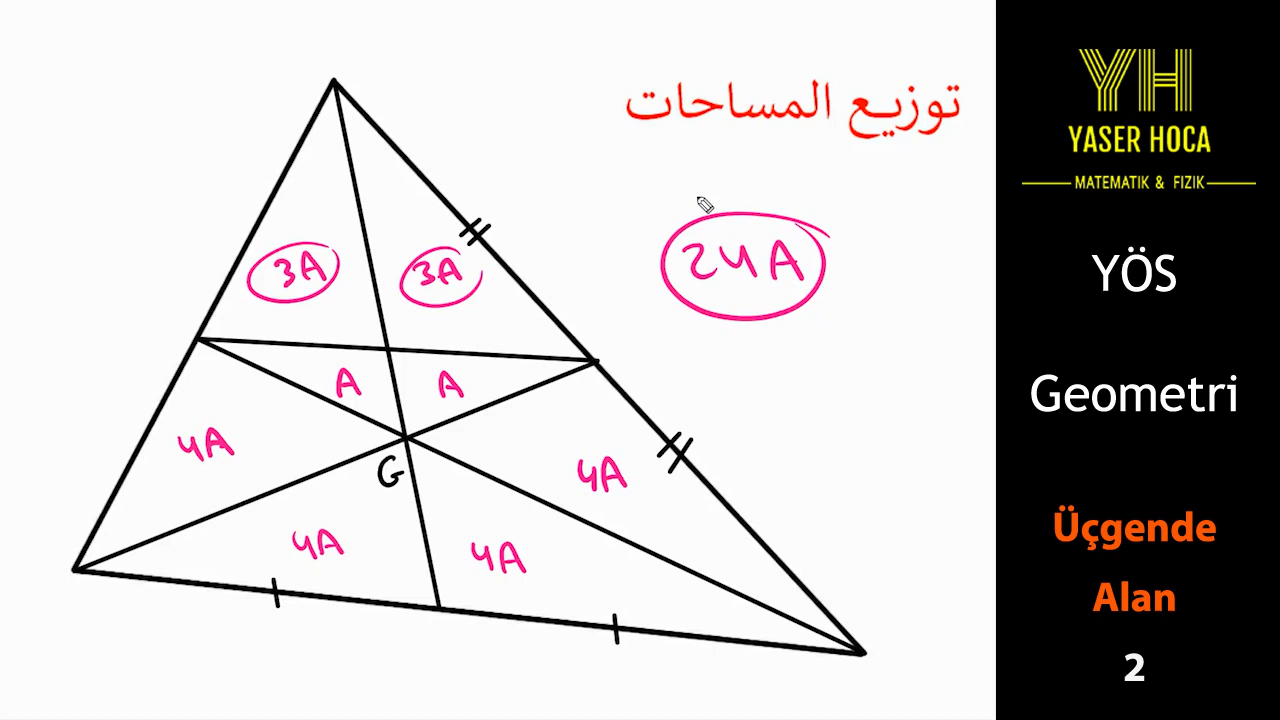 توزيع المساحات
24A
3A
3A
A
A
4A
G
4A
4A
4A
YH
YASER HOCA
MATEMATIK & FIZIK
YÖS
Geometri
Üçgende
Alan
2